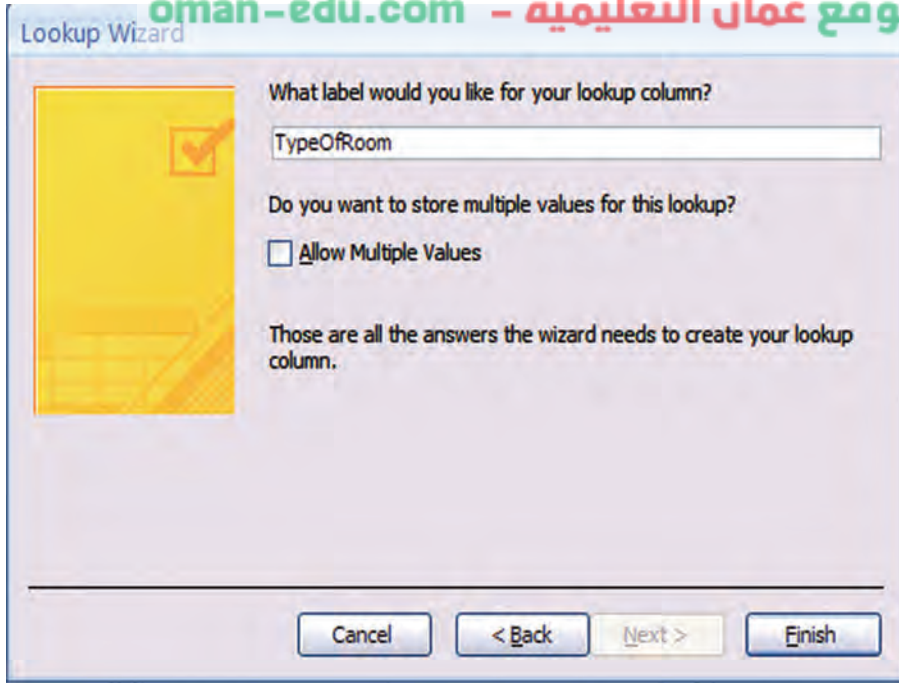 oman-edu.com - وقع عمان التعليمية
Lookup Wizard
What label would you like for your lookup column?
TypeOfRoom
Do you want to store multiple values for this lookup?
Allow Multiple Values
Those are all the answers the wizard needs to create your lookup
column.
Cancel
< Back
Next >
Finish